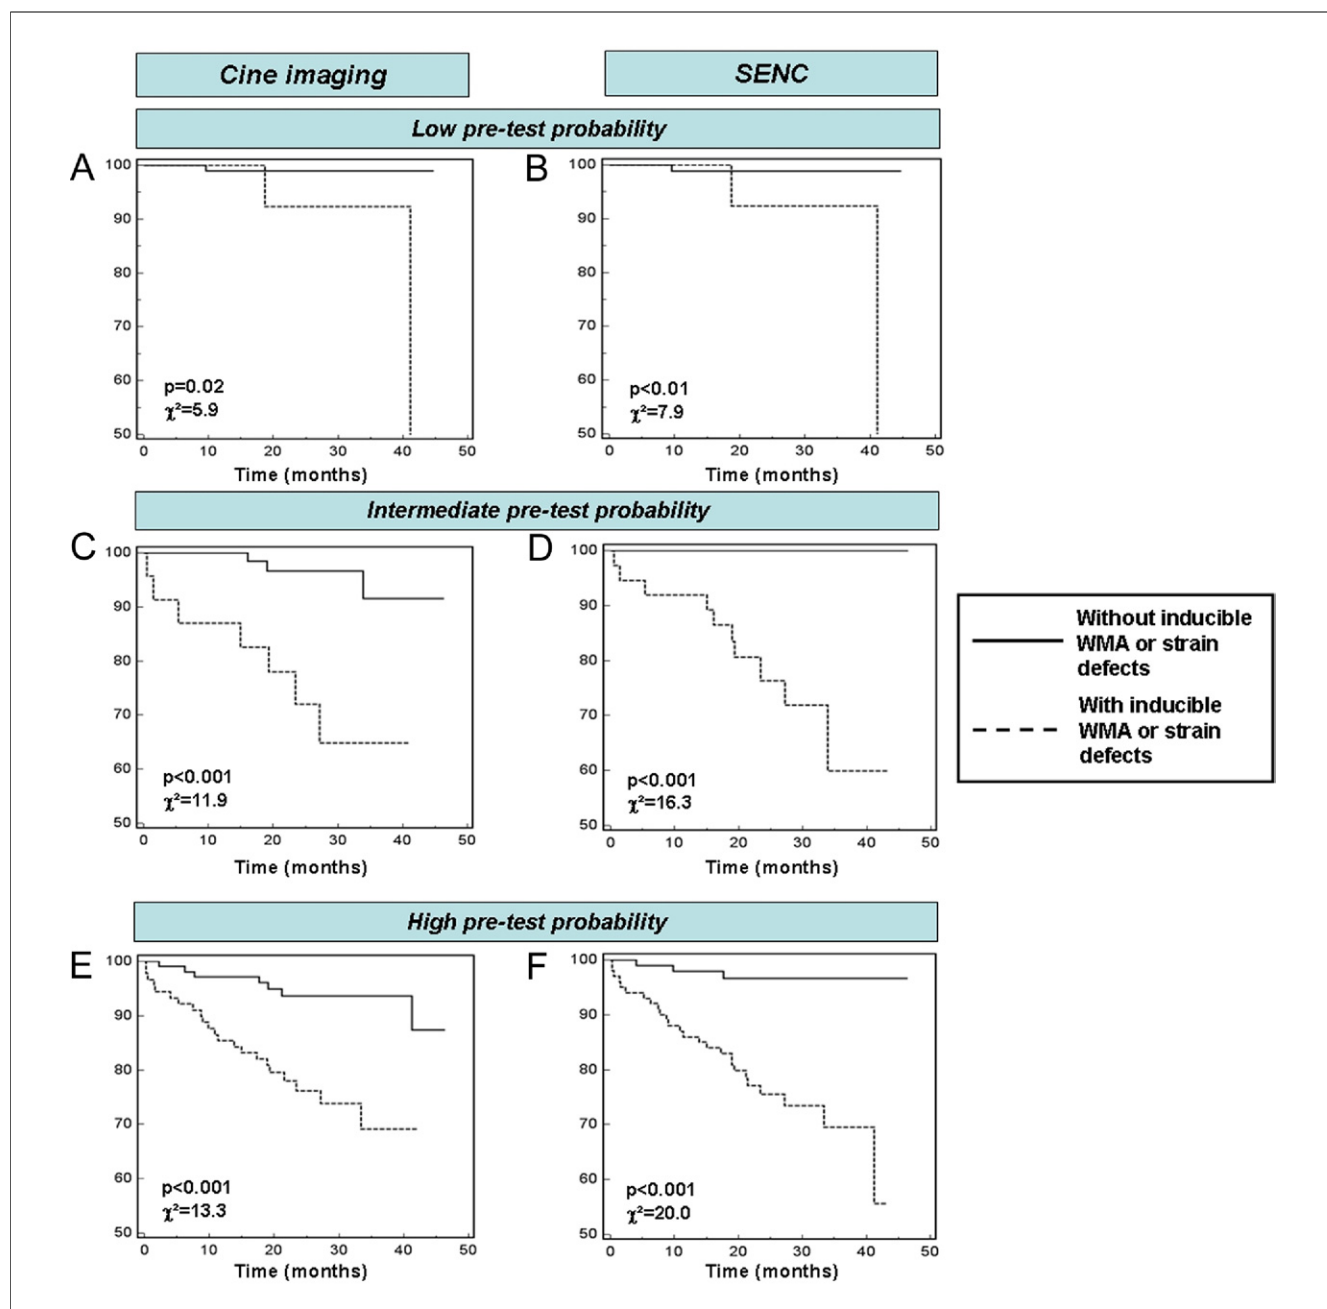 Cine imaging
SENC
Low pre-test probability
A
100
90
80
70
60
50
p=0.02
χ²=5.9
0 10 20 30 40 50
Time (months)
B
100
90
80
70
60
50
p<0.01
χ²=7.9
0 10 20 30 40 50
Time (months)
Intermediate pre-test probability
C
100
90
80
70
60
50
p<0.001
χ²=11.9
0 10 20 30 40 50
Time (months)
D
100
90
80
70
60
50
p<0.001
χ²=16.3
0 10 20 30 40 50
Time (months)
Without inducible
WMA or strain
defects
With inducible
WMA or strain
defects
High pre-test probability
E
100
90
80
70
60
50
p<0.001
χ²=13.3
0 10 20 30 40 50
Time (months)
F
100
90
80
70
60
50
p<0.001
χ²=20.0
0 10 20 30 40 50
Time (months)